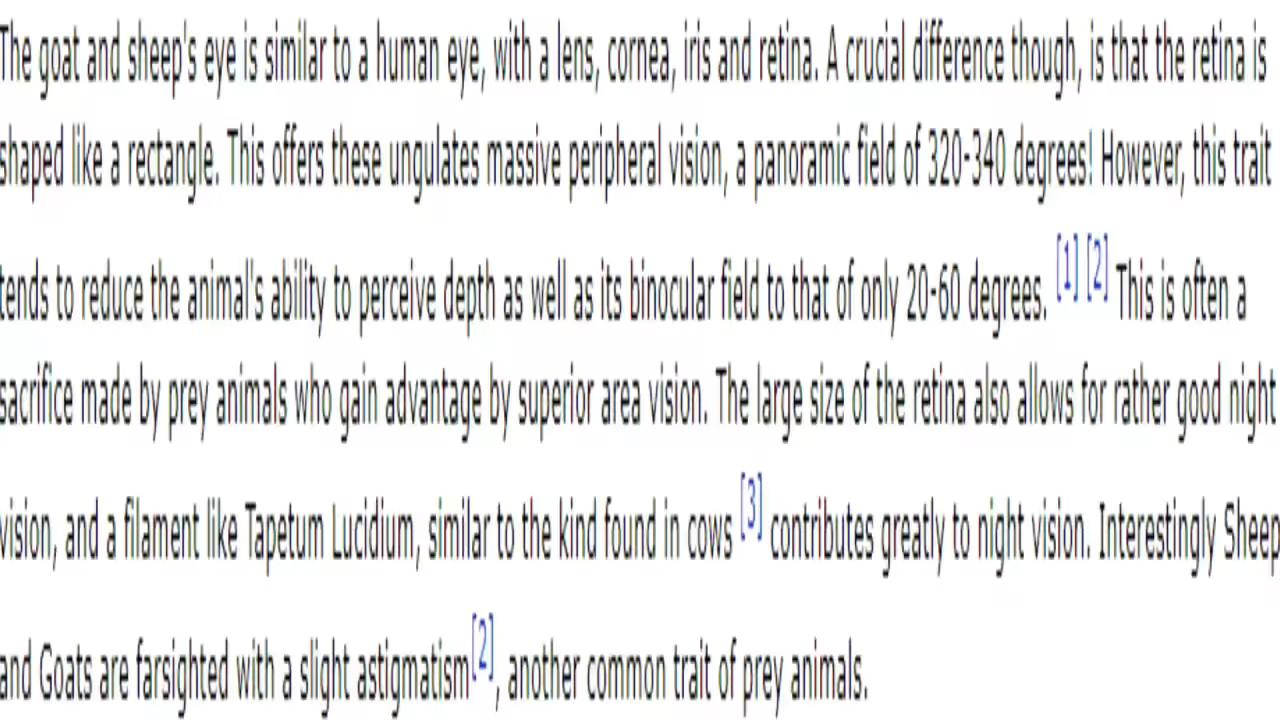 The goat and sheep's eye is similar to a human eye, with a lens, cornea, iris and retina. A crucial difference though, is that the retina is
shaped like a rectangle. This offers these ungulates massive peripheral vision, a panoramic field of 320-340 degrees! However, this trait
tends to reduce the animal's ability to perceive depth as well as its binocular field to that of only 20-60 degrees. [1] [2] This is often a
sacrifice made by prey animals who gain advantage by superior area vision. The large size of the retina also allows for rather good night
vision, and a filament like Tapetum Lucidium, similar to the kind found in cows [3] contributes greatly to night vision. Interestingly Sheep
and Goats are farsighted with a slight astigmatism[2], another common trait of prey animals.